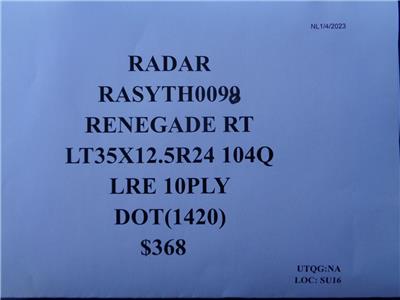 NL1/4/2023
RADAR
RASYTH0098
RENEGADE RT
LT35X12.5R24 104Q
LRE 10PLY
DOT(1420)
$368
UTQG:NA
LOC: SU16